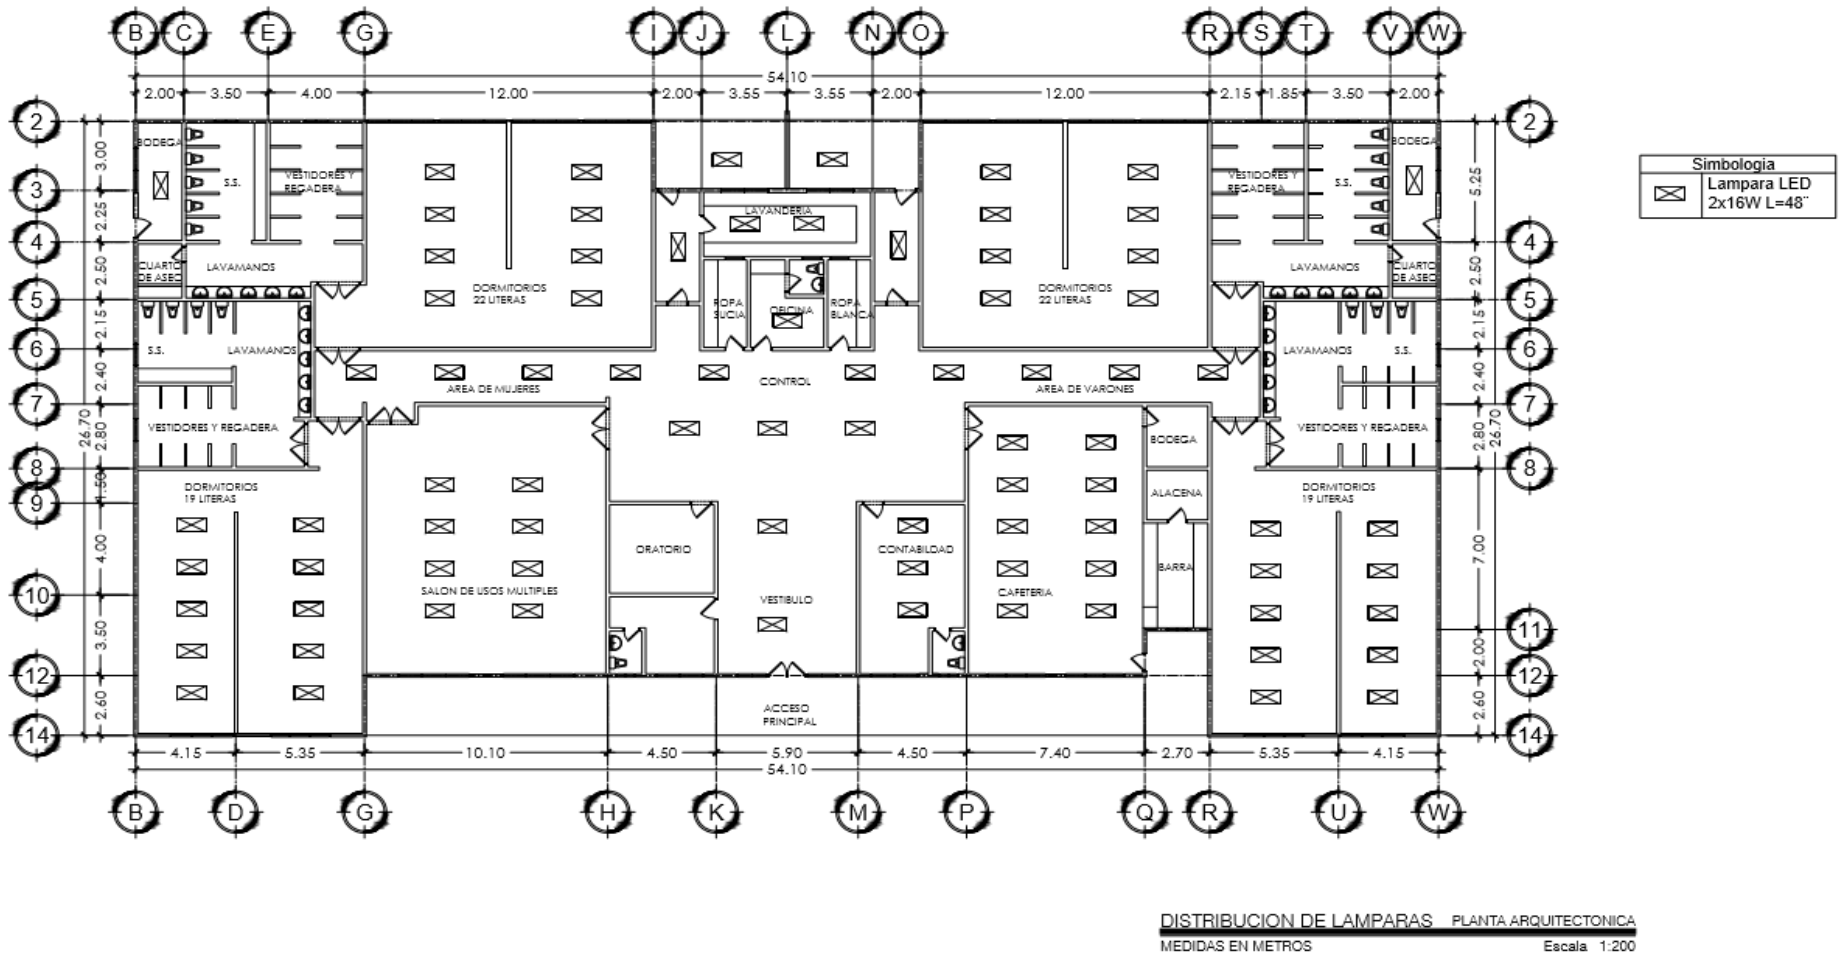 B C E G I J L N O R S T V W
54.10
2.00 3.50 4.00 12.00 2.00 3.55 3.55 2.00 12.00 2.15 1.85 3.50 2.00
2
3
4
5
6
7
8
9
10
12
14
3.00
2.25
2.50
2.15
2.40
2.80
1.50
4.00
3.50
2.60
26.70
BODEGA
S.S.
VESTIDORES Y
REGADERA
CUARTO
DE ASEO
LAVAMANOS
DORMITORIOS
22 LITERAS
LAVANDERIA
ROPA
SUCIA
OFICINA
ROPA
BLANCA
DORMITORIOS
22 LITERAS
VESTIDORES Y
REGADERA
S.S.
BODEGA
LAVAMANOS
CUARTO
DE ASEO
S.S.
LAVAMANOS
AREA DE MUJERES
CONTROL
AREA DE VARONES
LAVAMANOS
S.S.
VESTIDORES Y REGADERA
BODEGA
VESTIDORES Y REGADERA
DORMITORIOS
19 LITERAS
ALACENA
DORMITORIOS
19 LITERAS
ORATORIO
CONTABILDAD
BARRA
SALON DE USOS MULTIPLES
VESTIBULO
CAFETERIA
ACCESO
PRINCIPAL
2
4
5
6
7
8
11
12
14
5.25
2.50
2.15
2.40
2.80
7.00
2.00
2.60
26.70
4.15 5.35 10.10 4.50 5.90 4.50 7.40 2.70 5.35 4.15
54.10
B D G H K M P Q R U W
Simbologia
Lampara LED
2x16W L=48¨
DISTRIBUCION DE LAMPARAS PLANTA ARQUITECTONICA
MEDIDAS EN METROS Escala 1:200